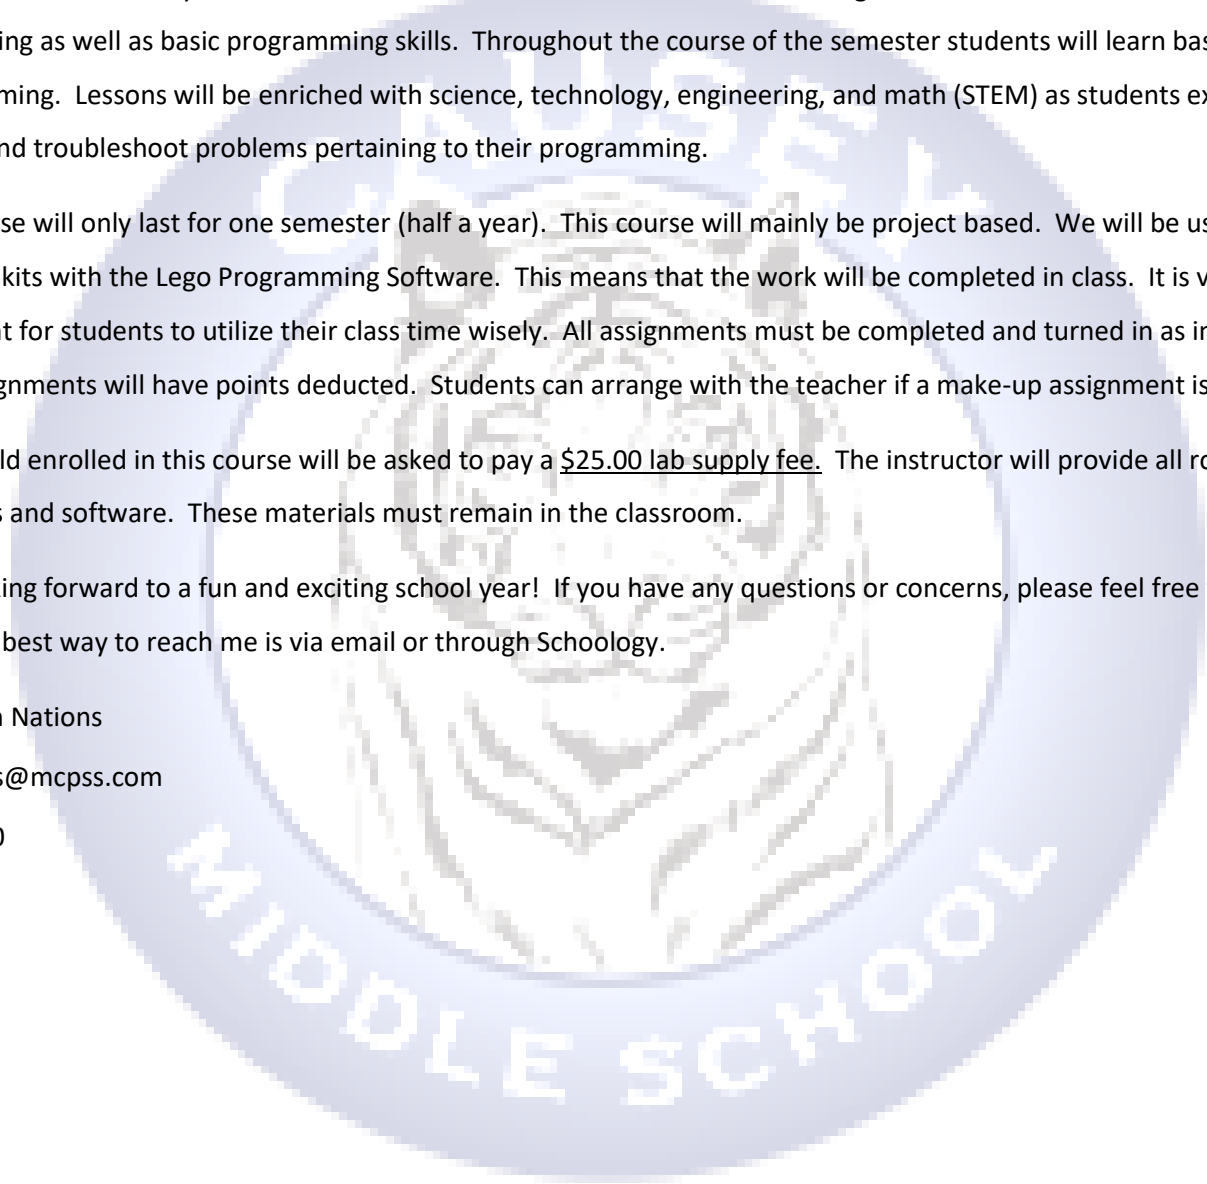 ing as well as basic programming skills.  Throughout the course of the semester students will learn bas
ming.  Lessons will be enriched with science, technology, engineering, and math (STEM) as students ex
nd troubleshoot problems pertaining to their programming.
se will only last for one semester (half a year).  This course will mainly be project based.  We will be us
kits with the Lego Programming Software.  This means that the work will be completed in class.  It is v
t for students to utilize their class time wisely.  All assignments must be completed and turned in as in
gnments will have points deducted.  Students can arrange with the teacher if a make-up assignment is
ld enrolled in this course will be asked to pay a $25.00 lab supply fee.  The instructor will provide all ro
s and software.  These materials must remain in the classroom.
ing forward to a fun and exciting school year!  If you have any questions or concerns, please feel free
best way to reach me is via email or through Schoology.
n Nations
s@mcpss.com
0
CAUSEY
MIDDLE SCHOOL